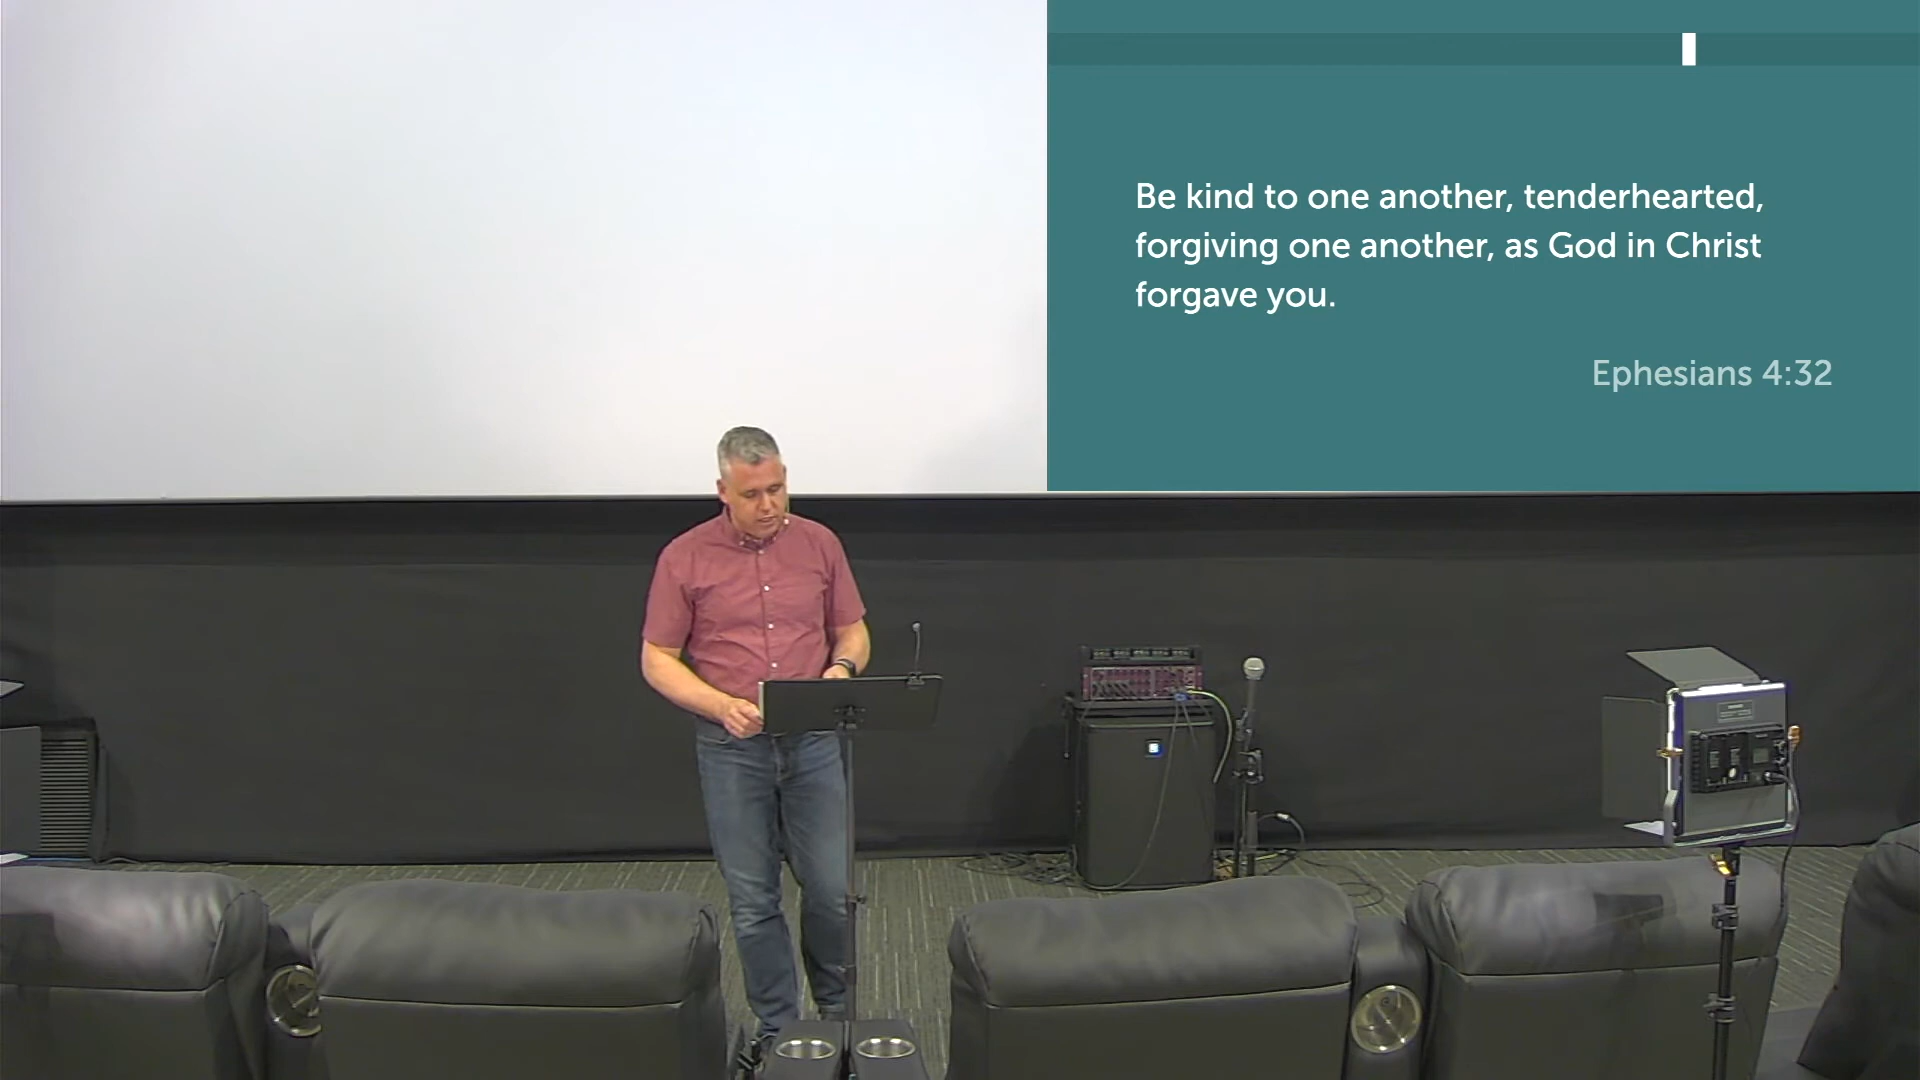 Be kind to one another, tenderhearted,
forgiving one another, as God in Christ
forgave you.
Ephesians 4:32